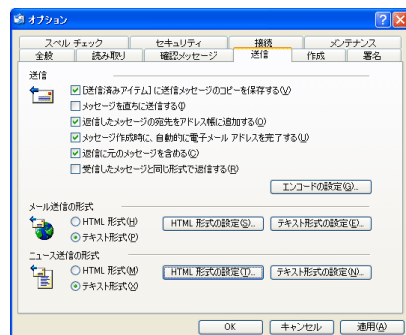 オプション
スペル チェック セキュリティ 接続 メンテナンス
全般 読み取り 確認メッセージ 送信 作成 署名
送信
[送信済みアイテム] に送信メッセージのコピーを保存する(V)
メッセージを直ちに送信する(I)
返信したメッセージの宛先をアドレス帳に追加する(O)
メッセージ作成時に、自動的に電子メール アドレスを完了する(U)
返信に元のメッセージを含める(C)
受信したメッセージと同じ形式で返信する(R)
エンコードの設定(G)...
メール送信の形式
HTML 形式(H) HTML 形式の設定(S)... テキスト形式の設定(E)...
テキスト形式(P)
ニュース送信の形式
HTML 形式(M) HTML 形式の設定(T)... テキスト形式の設定(N)...
テキスト形式(X)
OK キャンセル 適用(A)